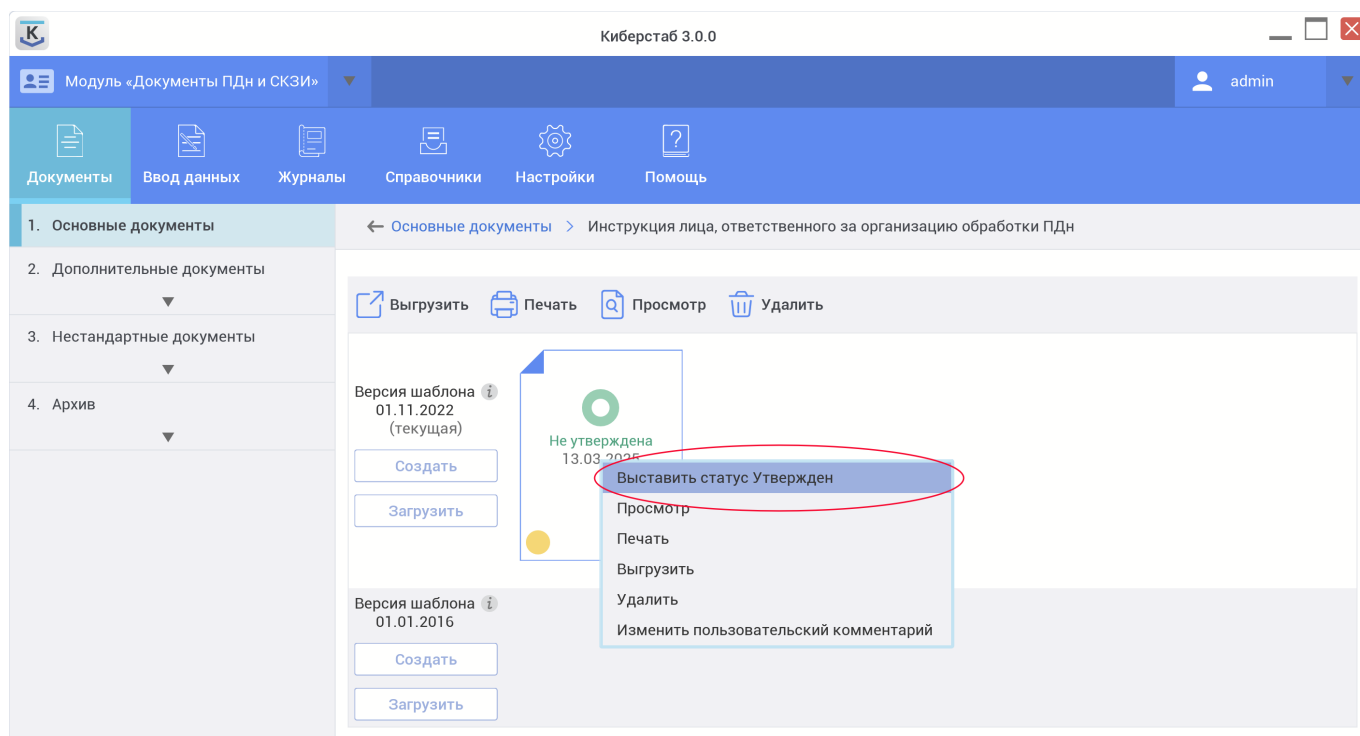 K
Киберстаб 3.0.0
Модуль «Документы ПДн и СКЗИ»
admin
Документы
Ввод данных
Журналы
Справочники
Настройки
Помощь
1. Основные документы
2. Дополнительные документы
3. Нестандартные документы
4. Архив
← Основные документы > Инструкция лица, ответственного за организацию обработки ПДн
Выгрузить
Печать
Просмотр
Удалить
Версия шаблона i
01.11.2022
(текущая)
Создать
Загрузить
Не утверждена
13.03.2025
Выставить статус Утвержден
Просмотр
Печать
Выгрузить
Удалить
Изменить пользовательский комментарий
Версия шаблона i
01.01.2016
Создать
Загрузить